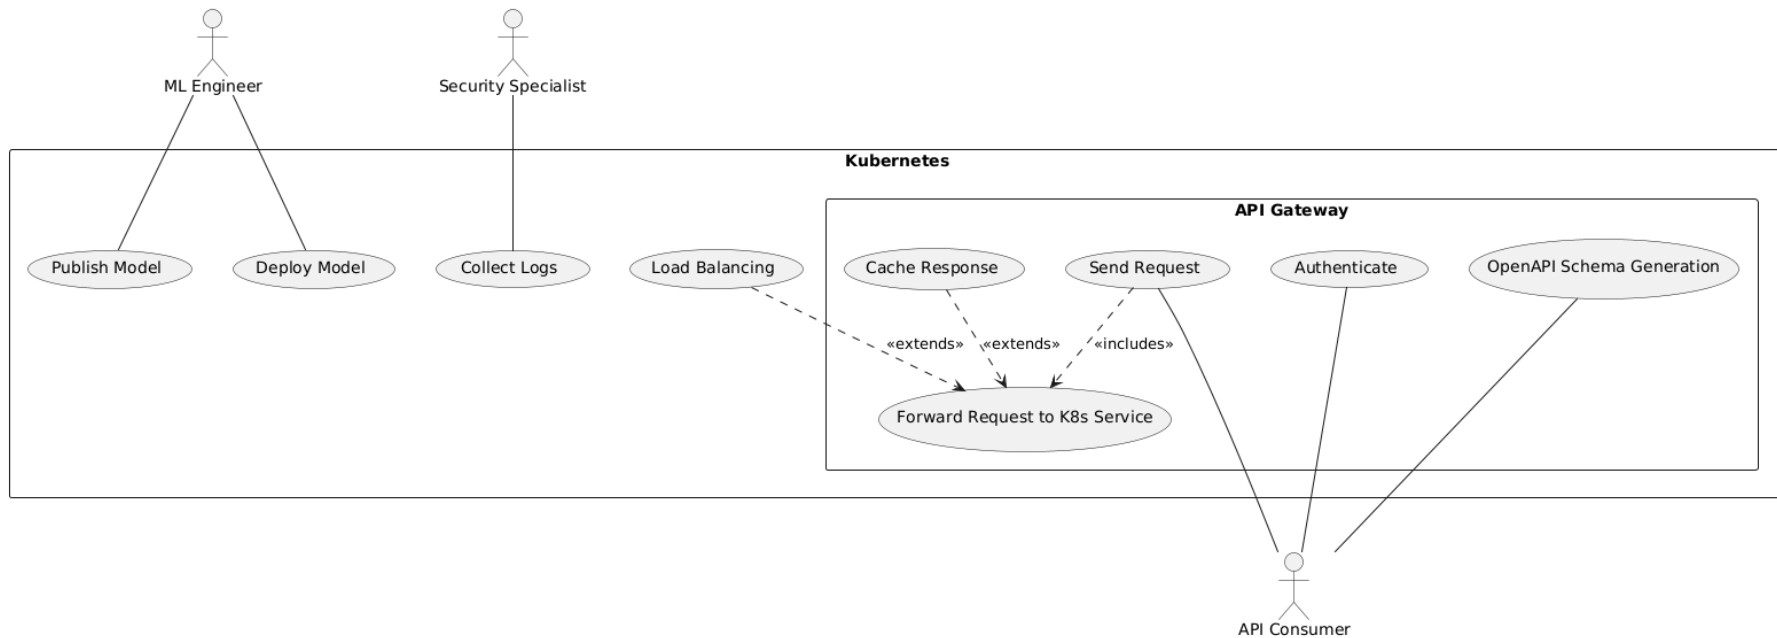 ML Engineer
Security Specialist
Kubernetes
API Gateway
Publish Model
Deploy Model
Collect Logs
Load Balancing
Cache Response
Send Request
Authenticate
OpenAPI Schema Generation
«extends»
«extends»
«includes»
Forward Request to K8s Service
API Consumer